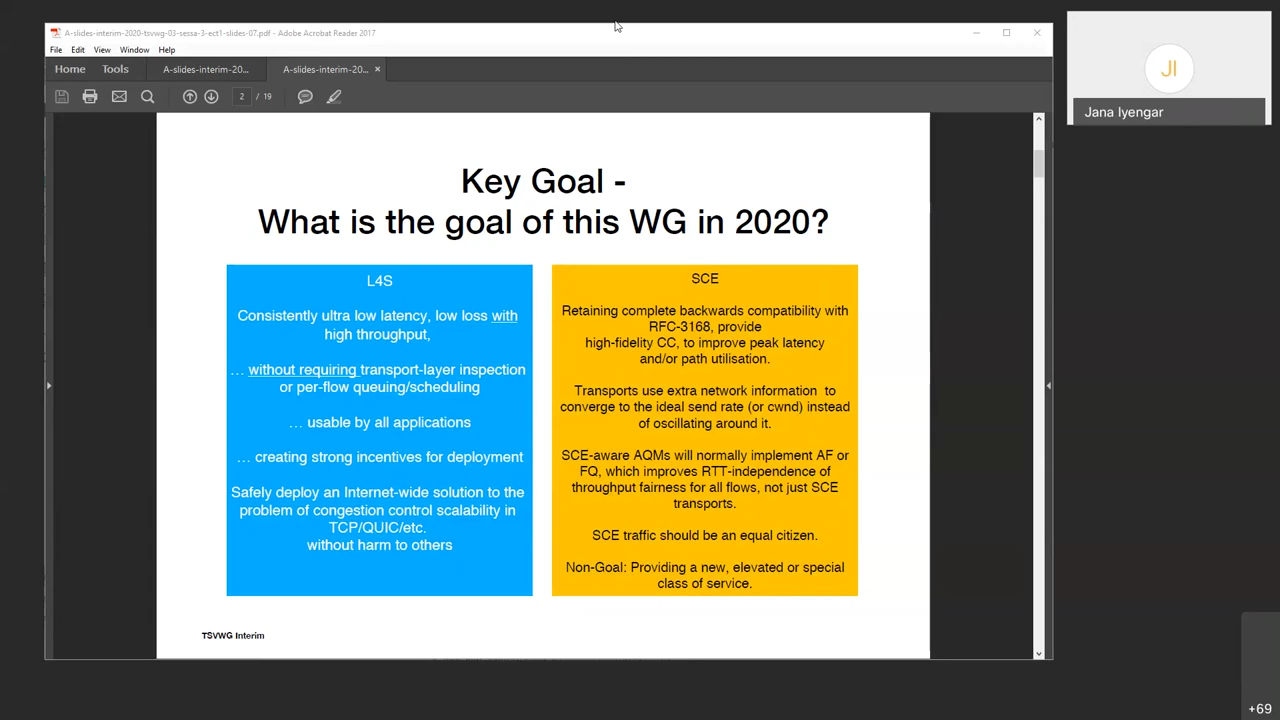 A-slides-interim-2020-tsvwg-03-sessa-3-ect1-slides-07.pdf - Adobe Acrobat Reader 2017
File Edit View Window Help
Home Tools A-slides-interim-20... A-slides-interim-20... ×
2 / 19
Key Goal -
What is the goal of this WG in 2020?
L4S
Consistently ultra low latency, low loss with
high throughput,
… without requiring transport-layer inspection
or per-flow queuing/scheduling
… usable by all applications
… creating strong incentives for deployment
Safely deploy an Internet-wide solution to the
problem of congestion control scalability in
TCP/QUIC/etc.
without harm to others
SCE
Retaining complete backwards compatibility with
RFC-3168, provide
high-fidelity CC, to improve peak latency
and/or path utilisation.
Transports use extra network information to
converge to the ideal send rate (or cwnd) instead
of oscillating around it.
SCE-aware AQMs will normally implement AF or
FQ, which improves RTT-independence of
throughput fairness for all flows, not just SCE
transports.
SCE traffic should be an equal citizen.
Non-Goal: Providing a new, elevated or special
class of service.
TSVWG Interim
JI
Jana Iyengar
+69